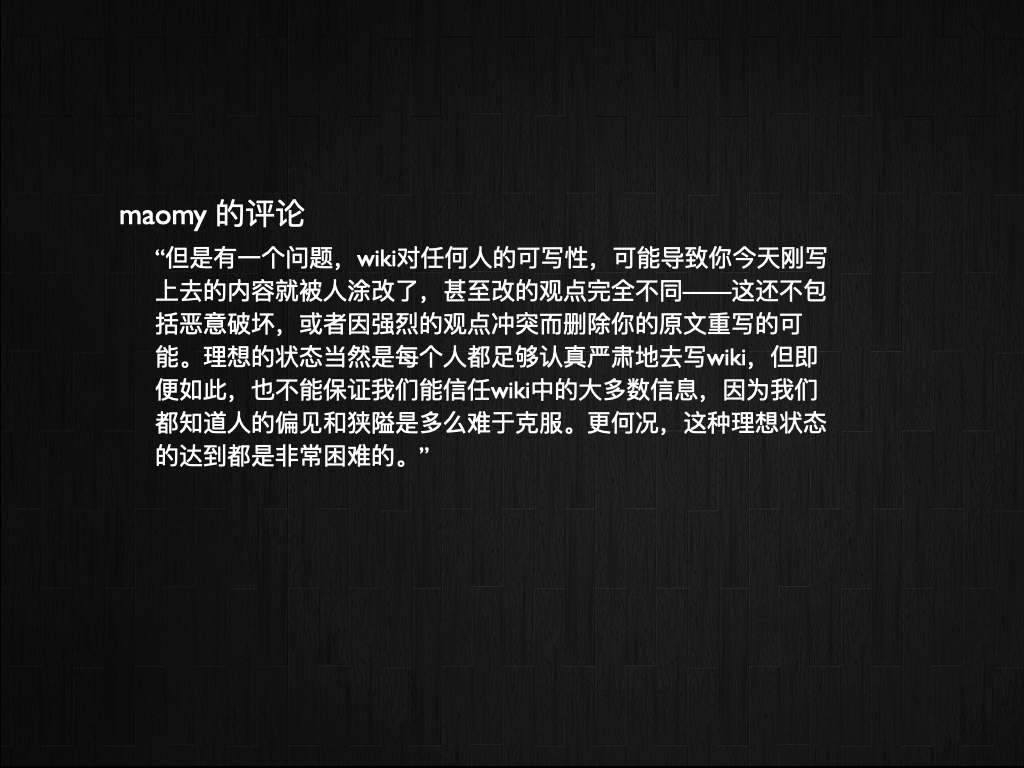 maomy 的评论
“但是有一个问题，wiki对任何人的可写性，可能导致你今天刚写
上去的内容就被人涂改了，甚至改的观点完全不同——这还不包
括恶意破坏，或者因强烈的观点冲突而删除你的原文重写的可
能。理想的状态当然是每个人都足够认真严肃地去写wiki，但即
便如此，也不能保证我们能信任wiki中的大多数信息，因为我们
都知道人的偏见和狭隘是多么难于克服。更何况，这种理想状态
的达到都是非常困难的。”